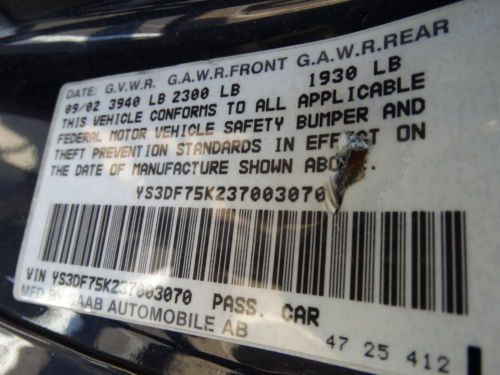 DATE: G.V.W.R. G.A.W.R.FRONT G.A.W.R.REAR
09/02 3940 LB 2300 LB 1930 LB
THIS VEHICLE CONFORMS TO ALL APPLICABLE
FEDERAL MOTOR VEHICLE SAFETY BUMPER AND
THEFT PREVENTION STANDARDS IN EFFECT ON
THE DATE OF MANUFACTURE SHOWN ABOVE.
YS3DF75K237003070
VIN YS3DF75K237003070 PASS. CAR
MFD BY SAAB AUTOMOBILE AB
47 25 412